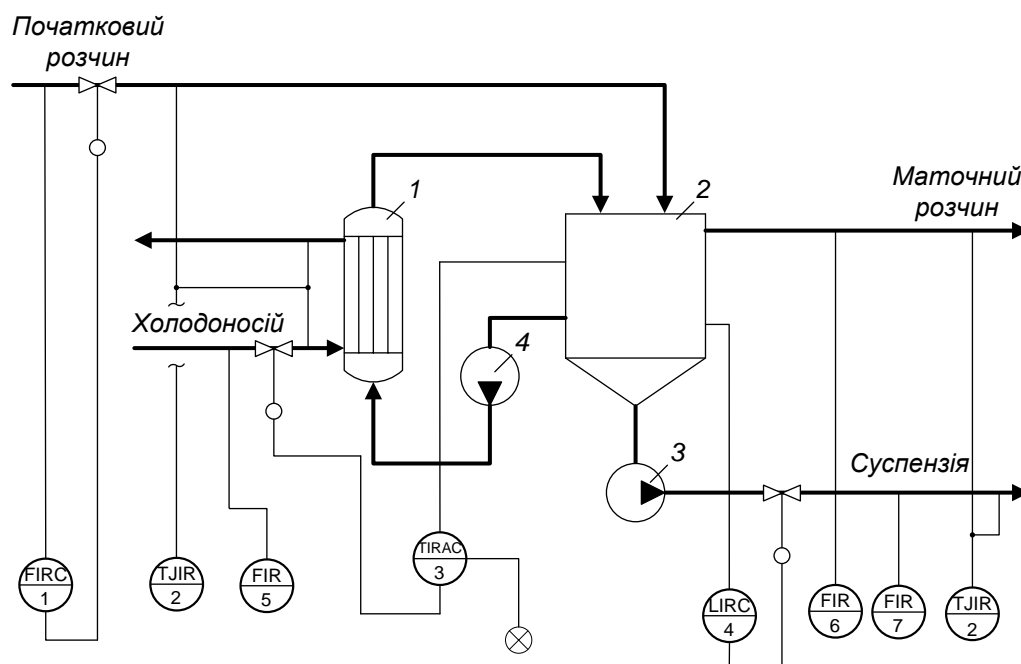 Початковий
розчин
1
2
Маточний
розчин
Холодоносій
4
3
Суспензія
FIRC
1
TJIR
2
FIR
5
TIRAC
3
LIRC
4
FIR
6
FIR
7
TJIR
2